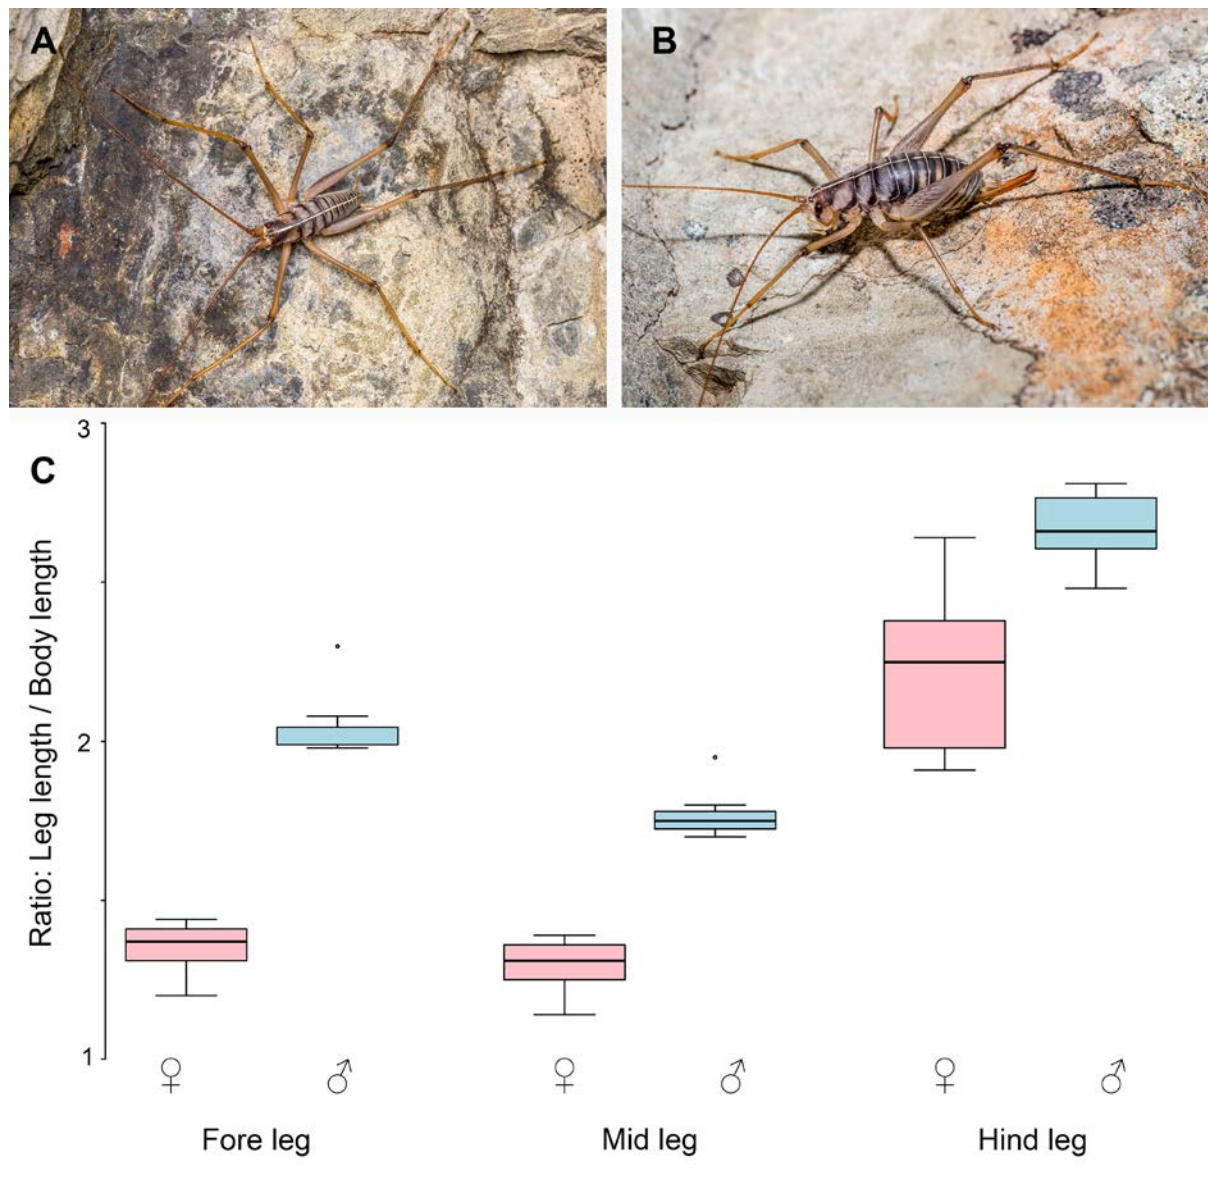 A
B
C
3
2
1
Ratio: Leg length / Body length
♀ ♂ ♀ ♂ ♀ ♂
Fore leg Mid leg Hind leg